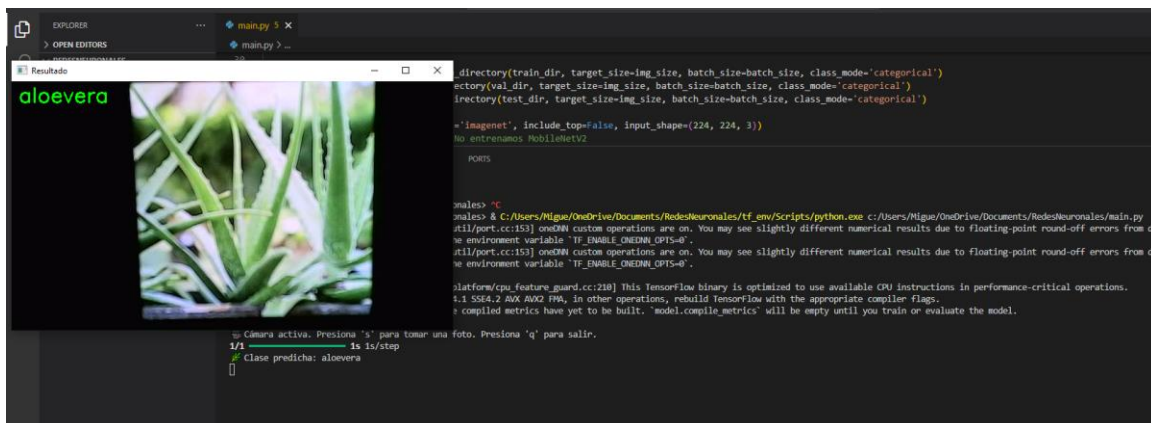 EXPLORER ...
main.py 5 ×
> OPEN EDITORS
main.py > ...
Resultado
aloevera
_directory(train_dir, target_size=img_size, batch_size=batch_size, class_mode='categorical')
ectory(val_dir, target_size=img_size, batch_size=batch_size, class_mode='categorical')
irectory(test_dir, target_size=img_size, batch_size=batch_size, class_mode='categorical')
='imagenet', include_top=False, input_shape=(224, 224, 3))
No entrenamos MobileNetV2
PORTS
onales> ^C
onales> & C:/Users/Migue/OneDrive/Documents/RedesNeuronales/tf_env/Scripts/python.exe c:/Users/Migue/OneDrive/Documents/RedesNeuronales/main.py
util/port.cc:153] oneDNN custom operations are on. You may see slightly different numerical results due to floating-point round-off errors from
he environment variable `TF_ENABLE_ONEDNN_OPTS=0`.
util/port.cc:153] oneDNN custom operations are on. You may see slightly different numerical results due to floating-point round-off errors from
he environment variable `TF_ENABLE_ONEDNN_OPTS=0`.
platform/cpu_feature_guard.cc:210] This TensorFlow binary is optimized to use available CPU instructions in performance-critical operations.
4.1 SSE4.2 AVX AVX2 FMA, in other operations, rebuild TensorFlow with the appropriate compiler flags.
e compiled metrics have yet to be built. `model.compile_metrics` will be empty until you train or evaluate the model.
Cámara activa. Presiona 's' para tomar una foto. Presiona 'q' para salir.
1/1 1s 1s/step
Clase predicha: aloevera